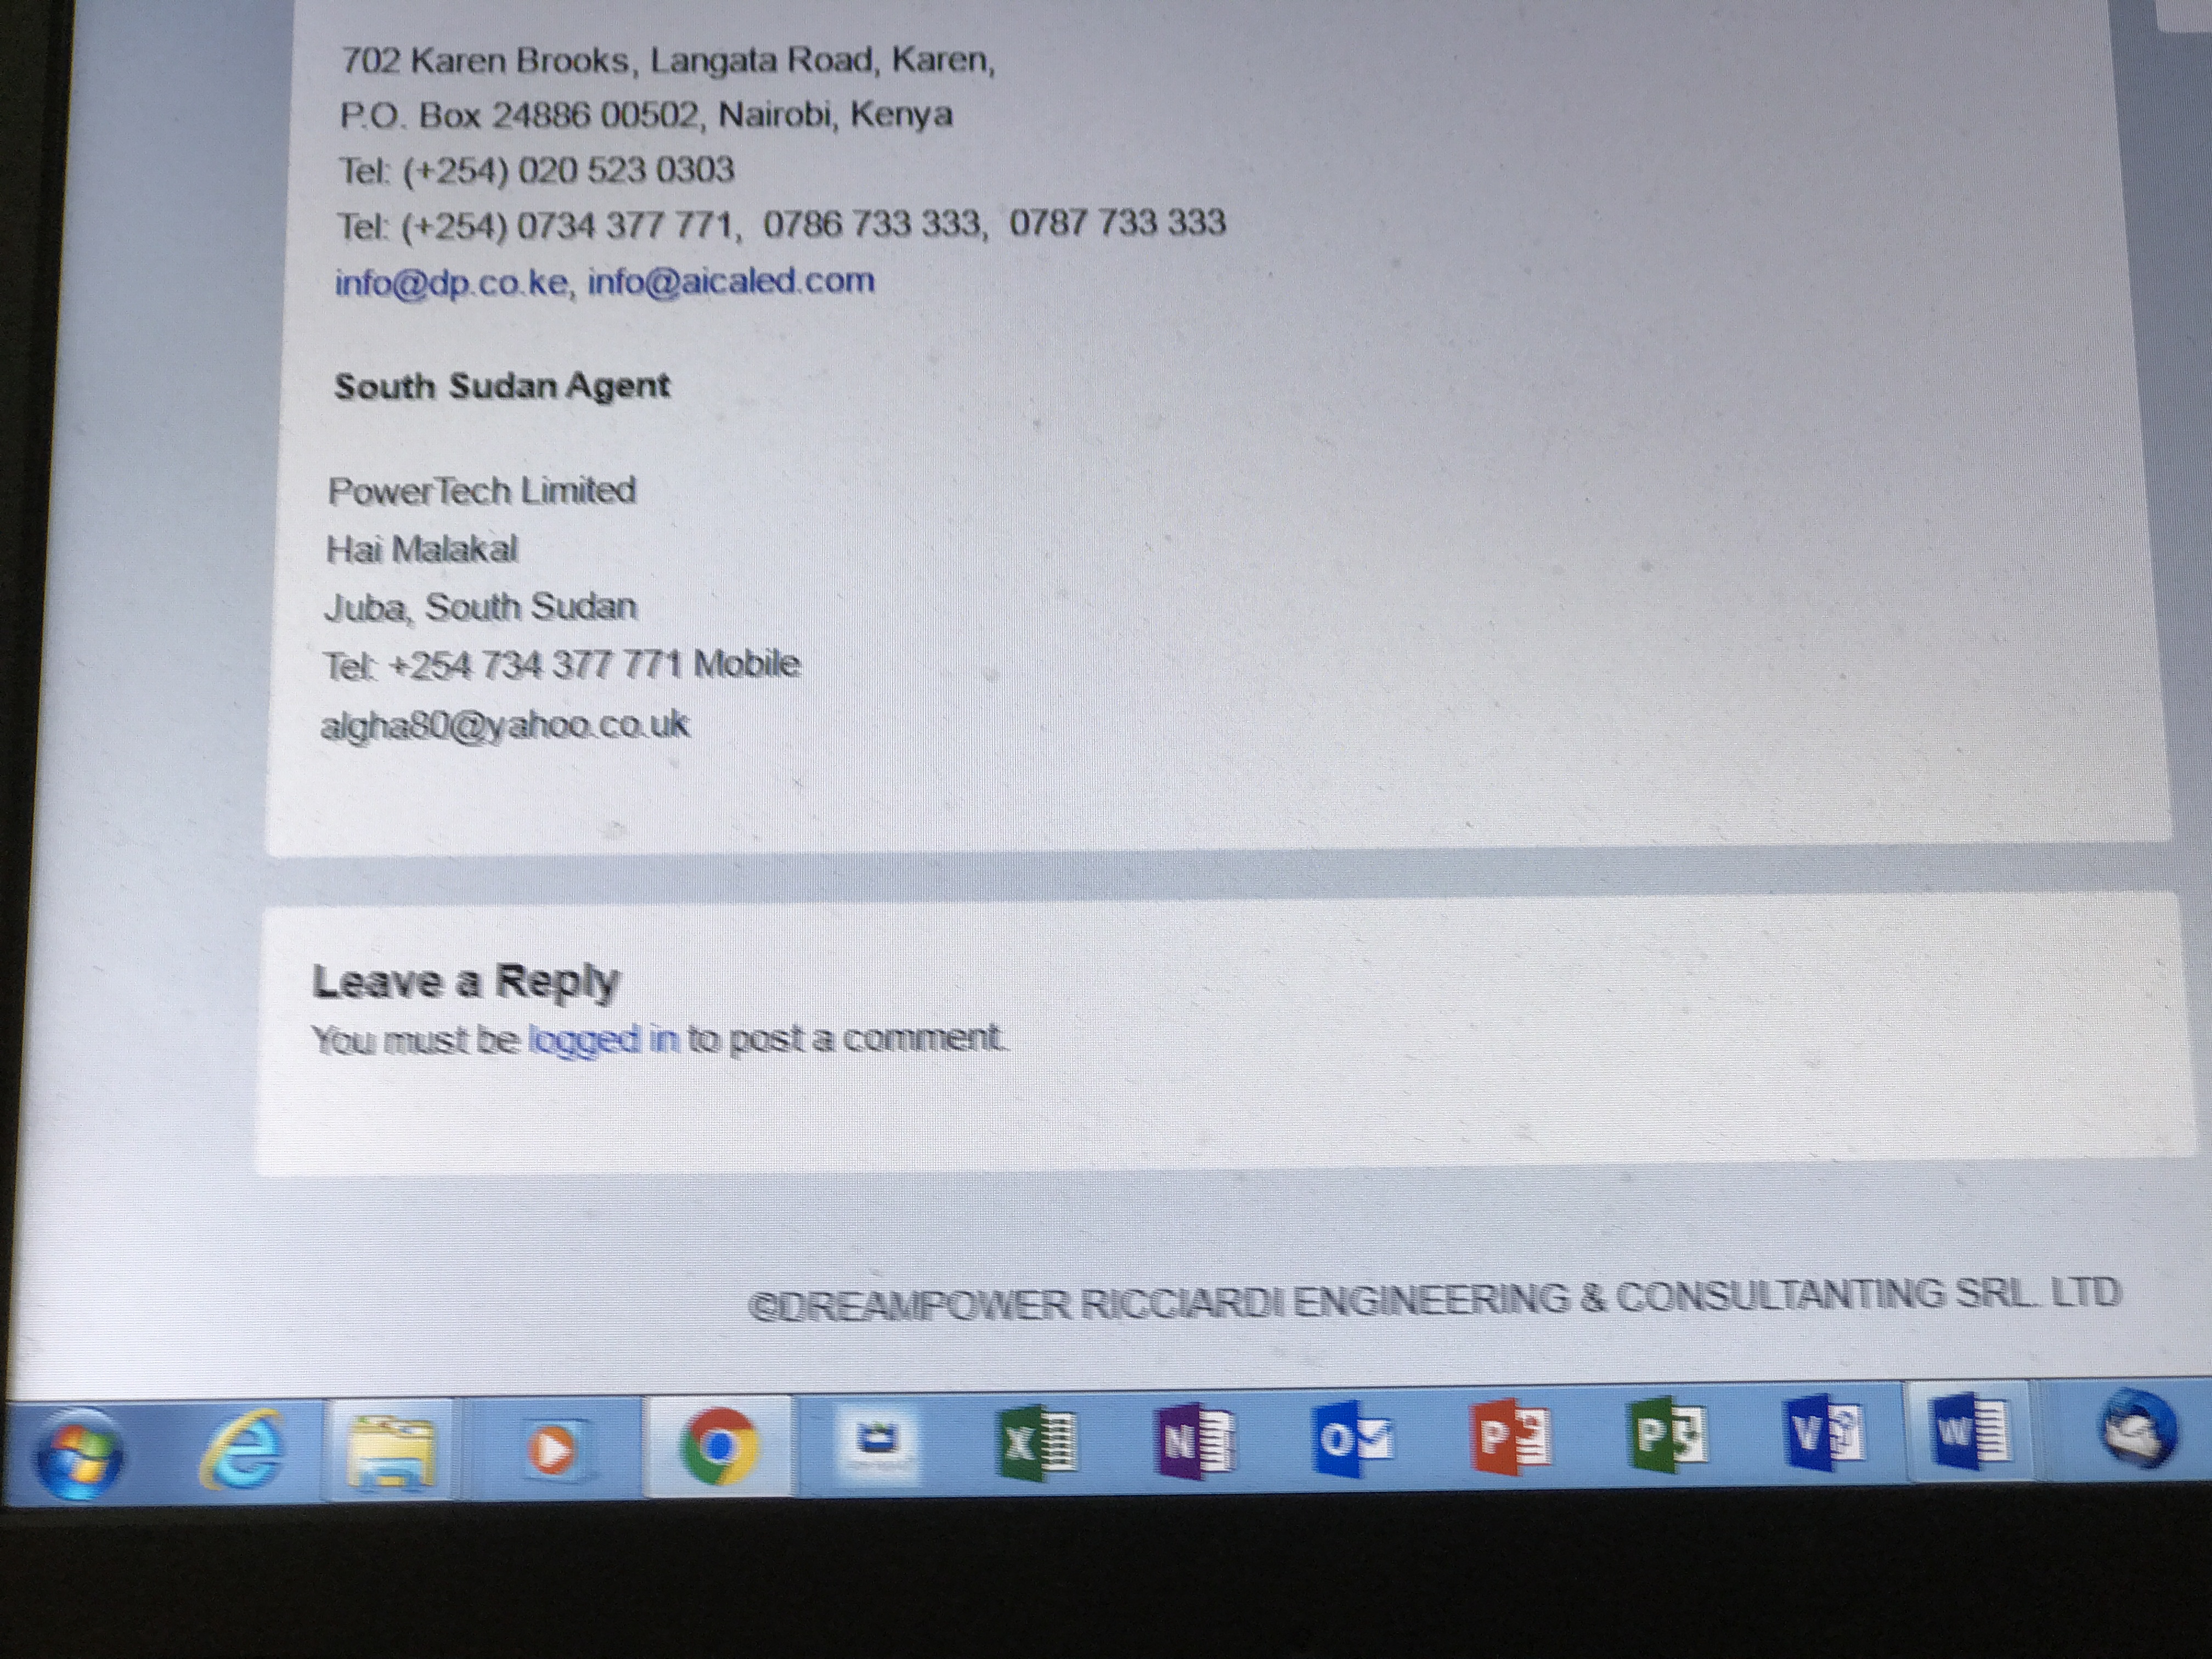 702 Karen Brooks, Langata Road, Karen,
P.O. Box 24886 00502, Nairobi, Kenya
Tel: (+254) 020 523 0303
Tel: (+254) 0734 377 771, 0786 733 333, 0787 733 333
info@dp.co.ke, info@aicaled.com
South Sudan Agent
PowerTech Limited
Hai Malakal
Juba, South Sudan
Tel: +254 734 377 771 Mobile
algha80@yahoo.co.uk
Leave a Reply
You must be logged in to post a comment.
©DREAMPOWER RICCIARDI ENGINEERING & CONSULTANTING SRL. LTD